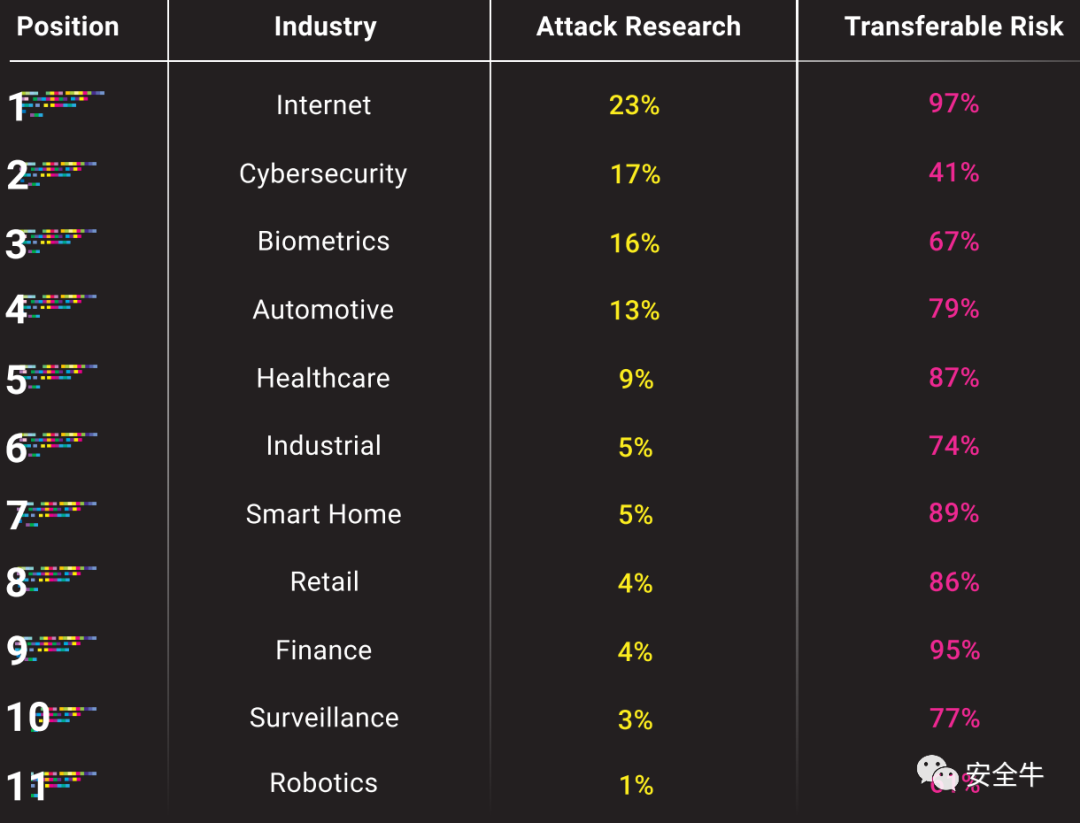 Position Industry Attack Research Transferable Risk
1 Internet 23% 97%
2 Cybersecurity 17% 41%
3 Biometrics 16% 67%
4 Automotive 13% 79%
5 Healthcare 9% 87%
6 Industrial 5% 74%
7 Smart Home 5% 89%
8 Retail 4% 86%
9 Finance 4% 95%
10 Surveillance 3% 77%
11 Robotics 1%
安全牛